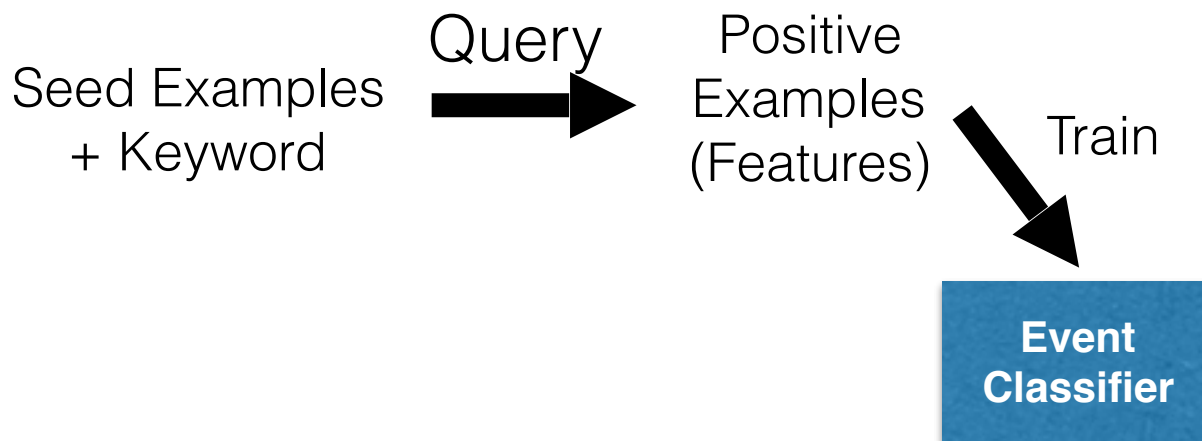 Seed Examples
+ Keyword
Query
Positive
Examples
(Features)
Train
Event
Classifier